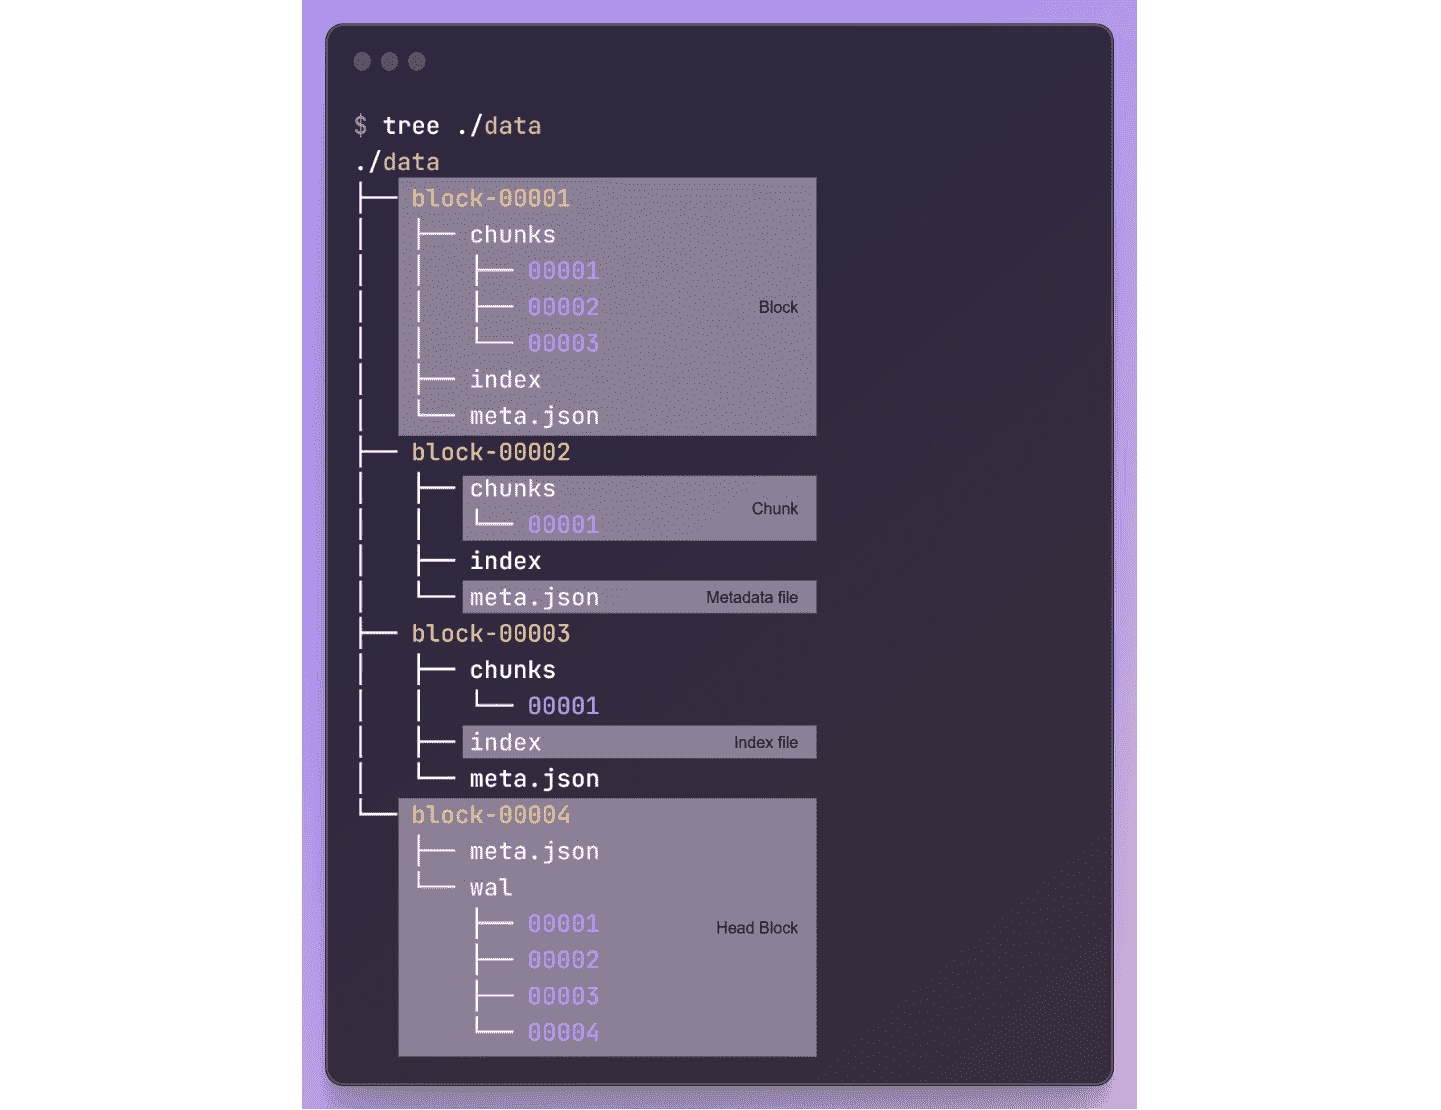 $ tree ./data
./data
├── block-00001
│   ├── chunks
│   │   ├── 00001
│   │   ├── 00002 Block
│   │   └── 00003
│   ├── index
│   └── meta.json
├── block-00002
│   ├── chunks Chunk
│   │   └── 00001
│   ├── index
│   └── meta.json Metadata file
├── block-00003
│   ├── chunks
│   │   └── 00001
│   ├── index Index file
│   └── meta.json
└── block-00004
    ├── meta.json
    └── wal
        ├── 00001 Head Block
        ├── 00002
        ├── 00003
        └── 00004